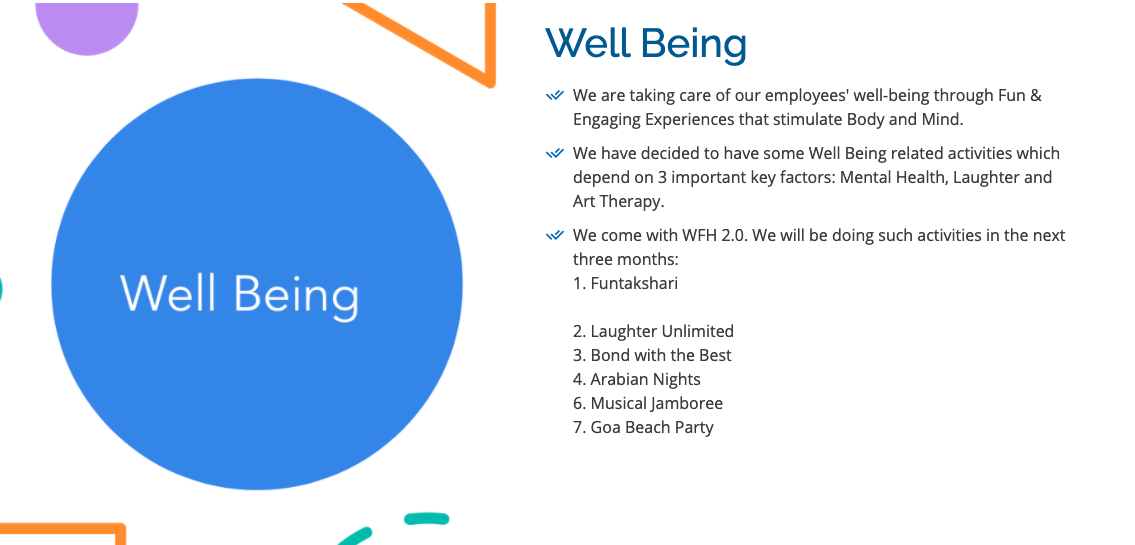 Well Being
Well Being
We are taking care of our employees' well-being through Fun &
Engaging Experiences that stimulate Body and Mind.
We have decided to have some Well Being related activities which
depend on 3 important key factors: Mental Health, Laughter and
Art Therapy.
We come with WFH 2.0. We will be doing such activities in the next
three months:
1. Funtakshari
2. Laughter Unlimited
3. Bond with the Best
4. Arabian Nights
6. Musical Jamboree
7. Goa Beach Party